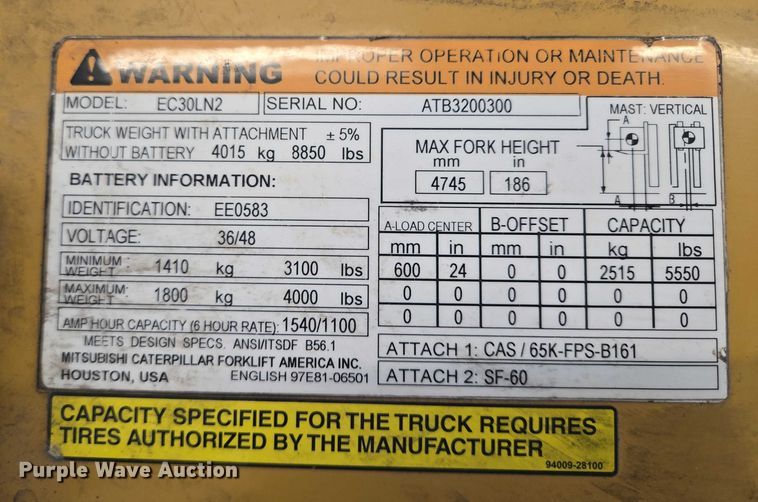 WARNING
IMPROPER OPERATION OR MAINTENANCE
COULD RESULT IN INJURY OR DEATH.
MODEL: EC30LN2 SERIAL NO: ATB3200300
TRUCK WEIGHT WITH ATTACHMENT ± 5%
WITHOUT BATTERY 4015 kg 8850 lbs
BATTERY INFORMATION:
IDENTIFICATION: EE0583
VOLTAGE: 36/48
MINIMUM
WEIGHT 1410 kg 3100 lbs
MAXIMUM
WEIGHT 1800 kg 4000 lbs
AMP HOUR CAPACITY (6 HOUR RATE): 1540/1100
MEETS DESIGN SPECS. ANSI/ITSDF B56.1
MITSUBISHI CATERPILLAR FORKLIFT AMERICA INC.
HOUSTON, USA ENGLISH 97E81-06501
MAX FORK HEIGHT
mm in
4745 186
MAST: VERTICAL
A
A B
A-LOAD CENTER B-OFFSET CAPACITY
mm in mm in kg lbs
600 24 0 0 2515 5550
0 0 0 0 0 0
0 0 0 0 0 0
ATTACH 1: CAS / 65K-FPS-B161
ATTACH 2: SF-60
CAPACITY SPECIFIED FOR THE TRUCK REQUIRES
TIRES AUTHORIZED BY THE MANUFACTURER
94009-28100
Purple Wave Auction